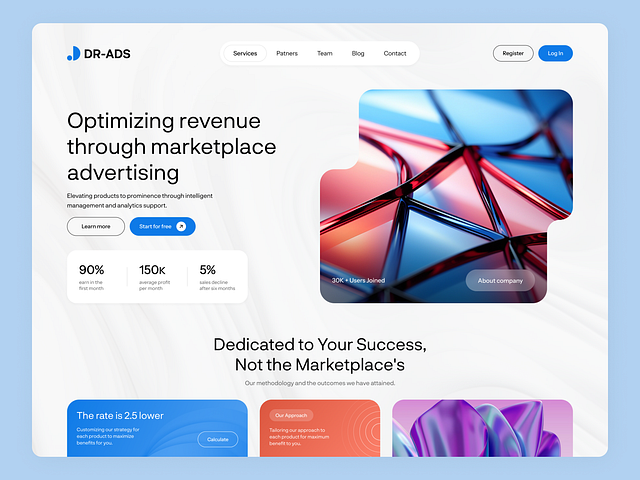 DR-ADS
Services
Patners
Team
Blog
Contact
Register
Log In
Optimizing revenue
through marketplace
advertising
Elevating products to prominence through intelligent
management and analytics support.
Learn more
Start for free
90%
earn in the
first month
150K
average profit
per month
5%
sales decline
after six months
30K + Users Joined
About company
Dedicated to Your Success,
Not the Marketplace's
Our methodology and the outcomes we have attained.
The rate is 2.5 lower
Customizing our strategy for
each product to maximize
benefits for you.
Calculate
Our Approach
Tailoring our approach to
each product for maximum
benefit to you.